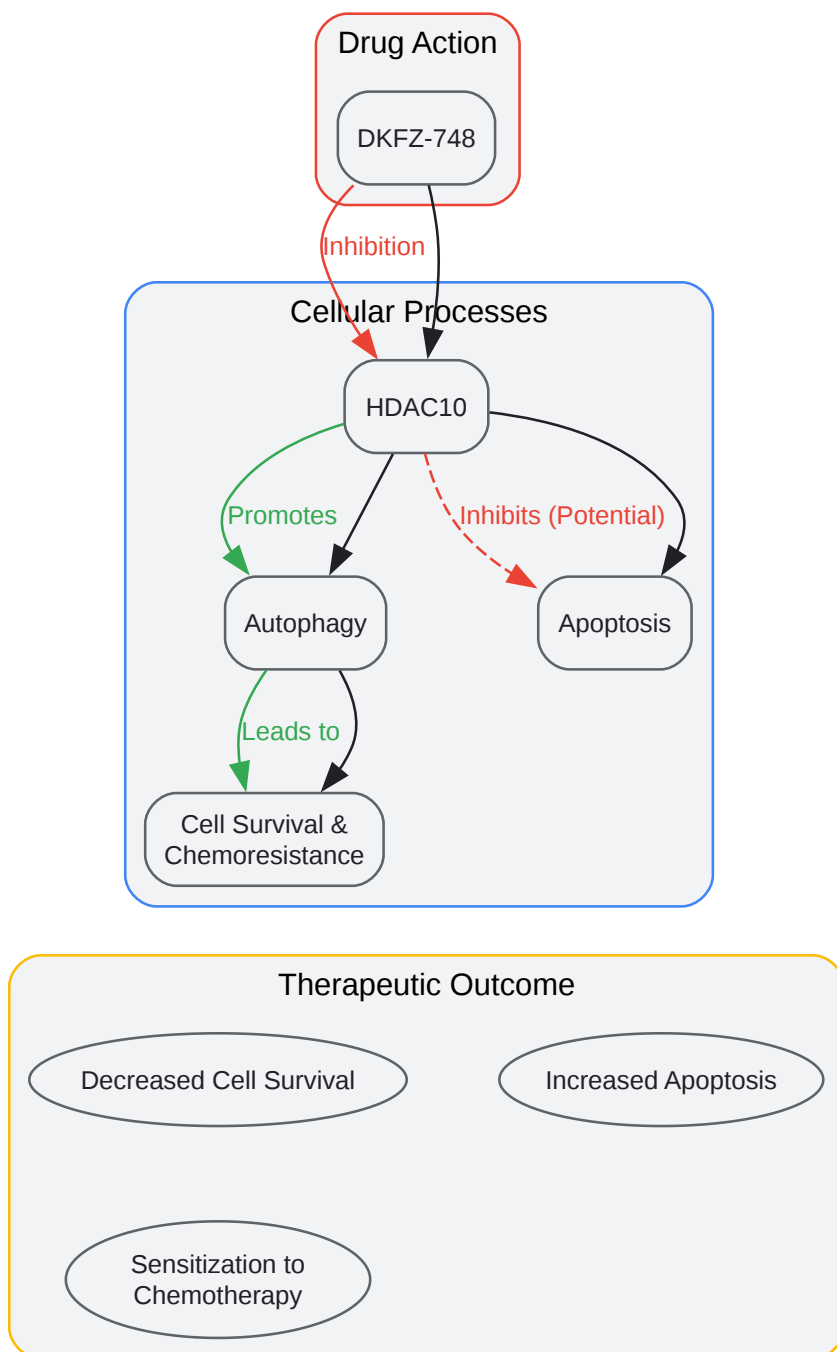 Drug Action
DKFZ-748
Inhibition
Cellular Processes
HDAC10
Promotes
Inhibits (Potential)
Autophagy
Apoptosis
Leads to
Cell Survival &
Chemoresistance
Therapeutic Outcome
Decreased Cell Survival
Increased Apoptosis
Sensitization to
Chemotherapy